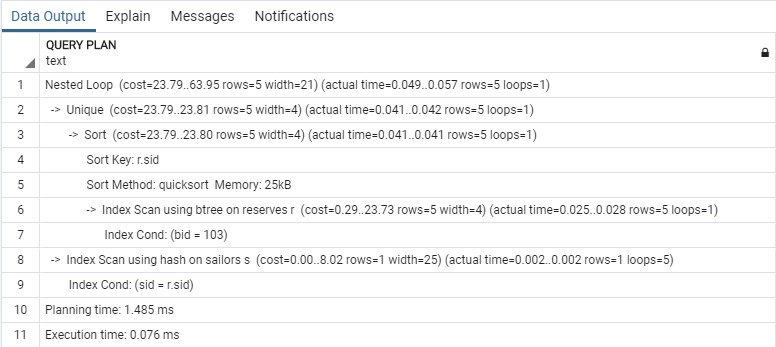 Data Output Explain Messages Notifications
QUERY PLAN
text
1 Nested Loop (cost=23.79..63.95 rows=5 width=21) (actual time=0.049..0.057 rows=5 loops=1)
2 -> Unique (cost=23.79..23.81 rows=5 width=4) (actual time=0.041..0.042 rows=5 loops=1)
3 -> Sort (cost=23.79..23.80 rows=5 width=4) (actual time=0.041..0.041 rows=5 loops=1)
4 Sort Key: r.sid
5 Sort Method: quicksort Memory: 25kB
6 -> Index Scan using btree on reserves r (cost=0.29..23.73 rows=5 width=4) (actual time=0.025..0.028 rows=5 loops=1)
7 Index Cond: (bid = 103)
8 -> Index Scan using hash on sailors s (cost=0.00..8.02 rows=1 width=25) (actual time=0.002..0.002 rows=1 loops=5)
9 Index Cond: (sid = r.sid)
10 Planning time: 1.485 ms
11 Execution time: 0.076 ms